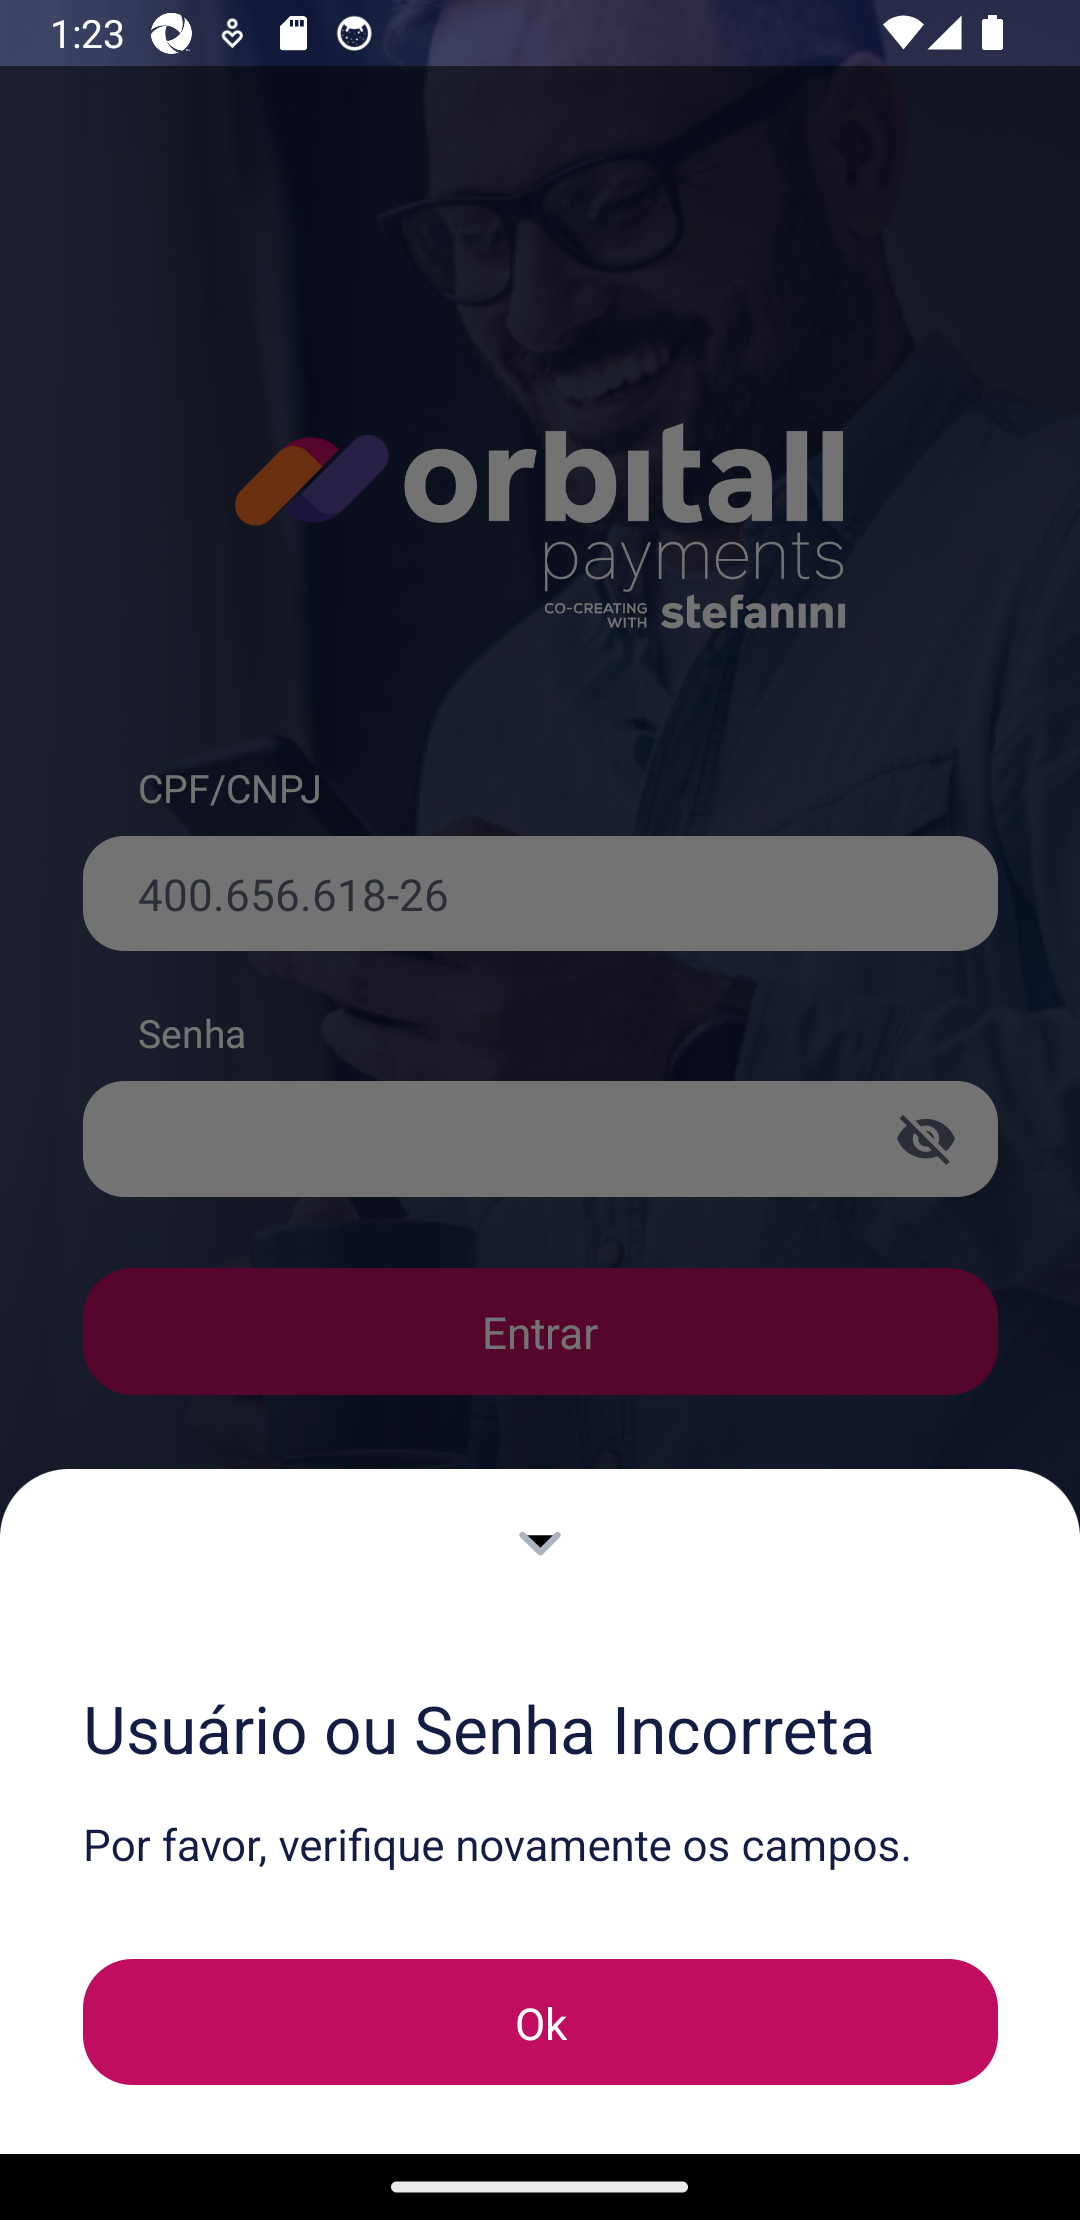 1:23
orbitall
payments
CO-CREATING WITH stefanini
CPF/CNPJ
400.656.618-26
Senha
Entrar
Usuário ou Senha Incorreta
Por favor, verifique novamente os campos.
Ok